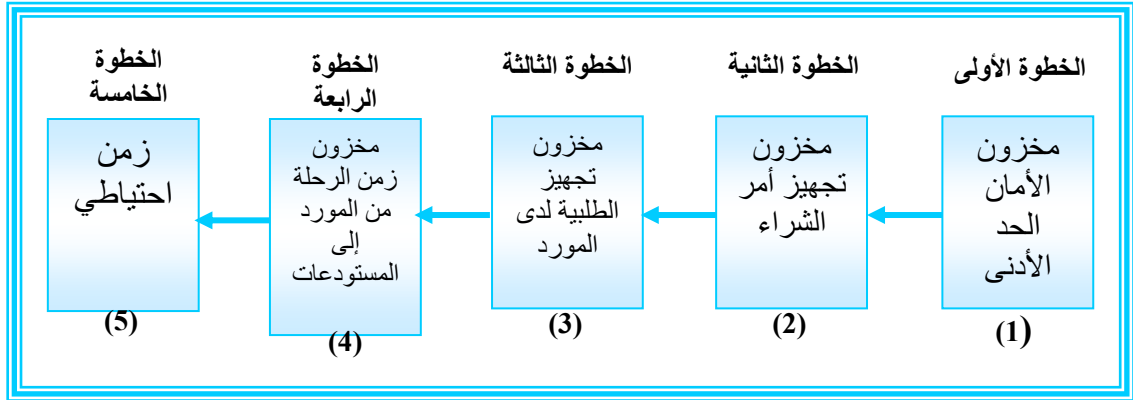 الخطوة الأولى
مخزون
الأمان
الحد
الأدنى
(1)
الخطوة الثانية
مخزون
تجهيز أمر
الشراء
(2)
الخطوة الثالثة
مخزون
تجهيز
الطلبية لدى
المورد
(3)
الخطوة
الرابعة
مخزون
زمن الرحلة
من المورد
إلى
المستودعات
(4)
الخطوة
الخامسة
زمن
احتياطي
(5)